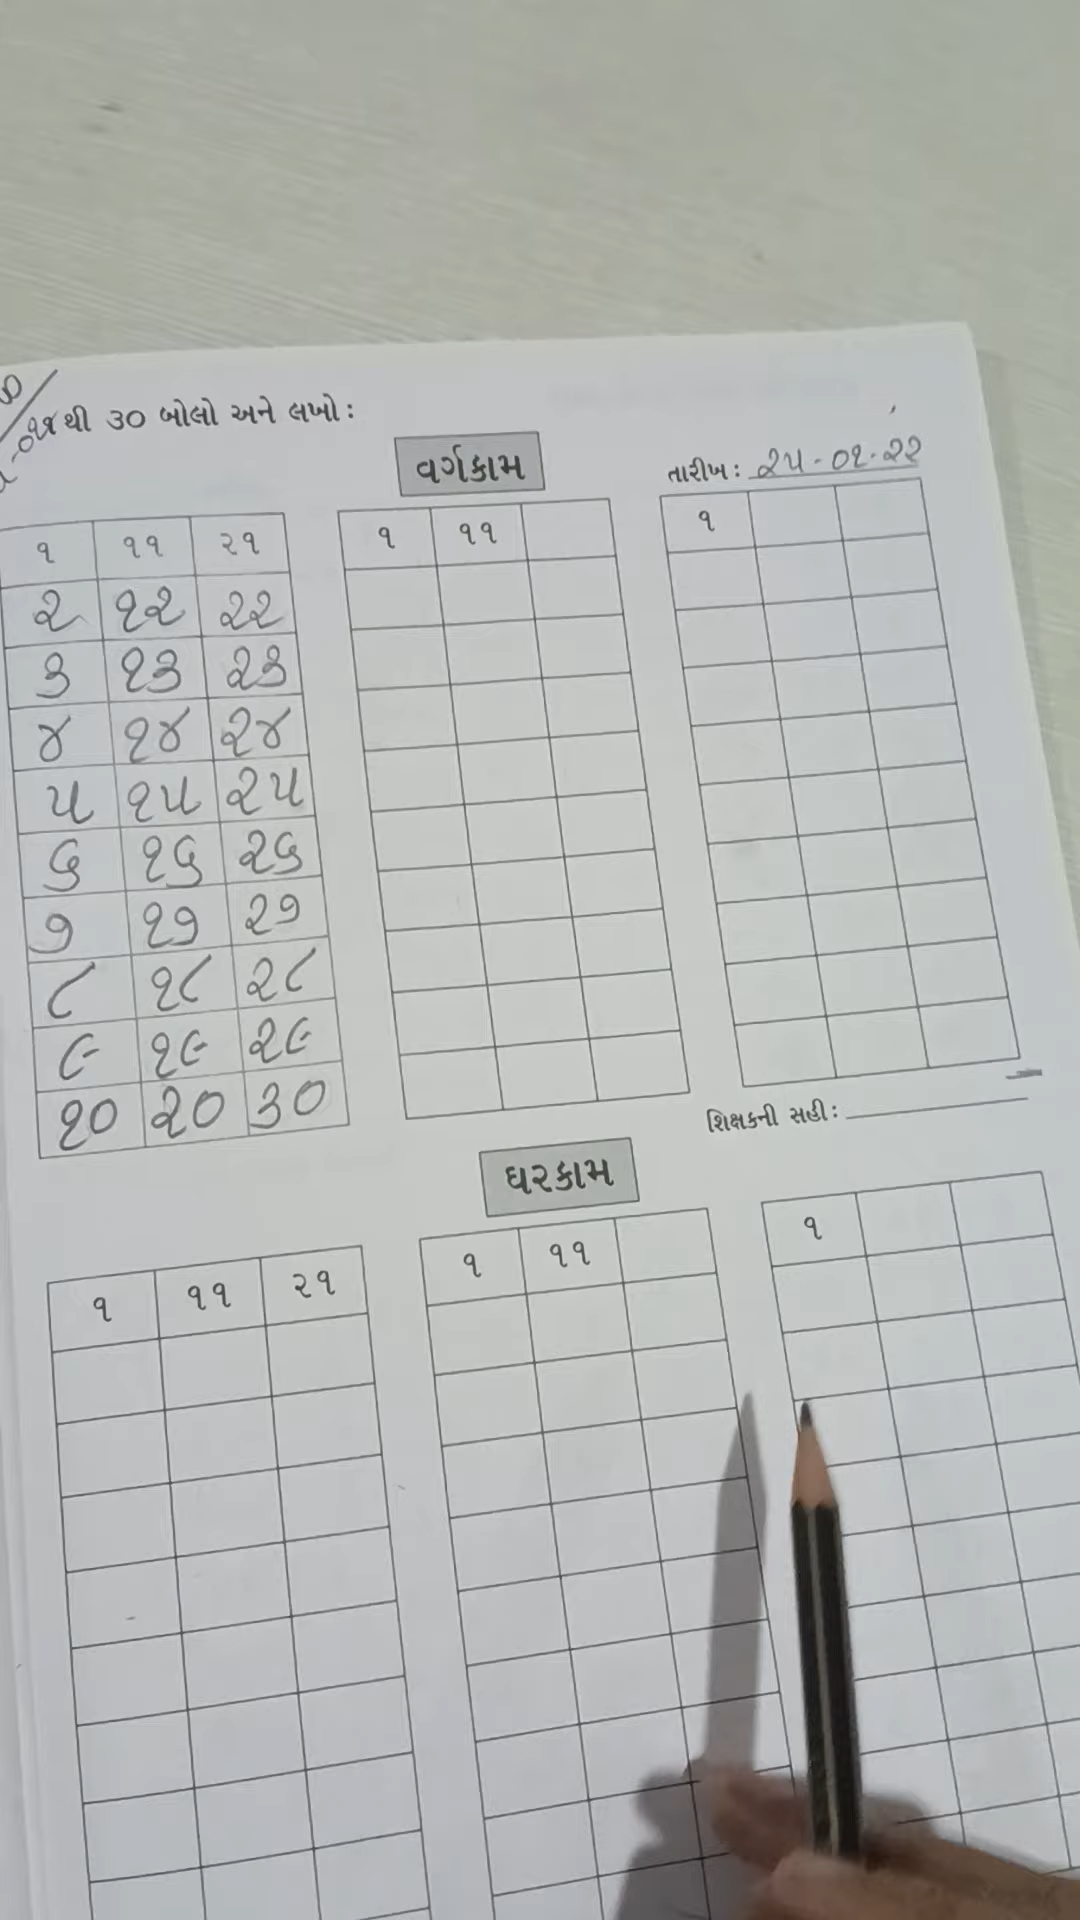 ૧ થી ૩૦ બોલો અને લખો :
વર્ગકામ
તારીખ : ૨૫-૦૧-૨૨
૧ ૧૧ ૨૧
૨ ૧૨ ૨૨
૩ ૧૩ ૨૩
૪ ૧૪ ૨૪
૫ ૧૫ ૨૫
૬ ૧૬ ૨૬
૭ ૧૭ ૨૭
૮ ૧૮ ૨૮
૯ ૧૯ ૨૯
૧૦ ૨૦ ૩૦
૧ ૧૧
૧
શિક્ષકની સહી :
ઘરકામ
૧ ૧૧ ૨૧
૧ ૧૧
૧